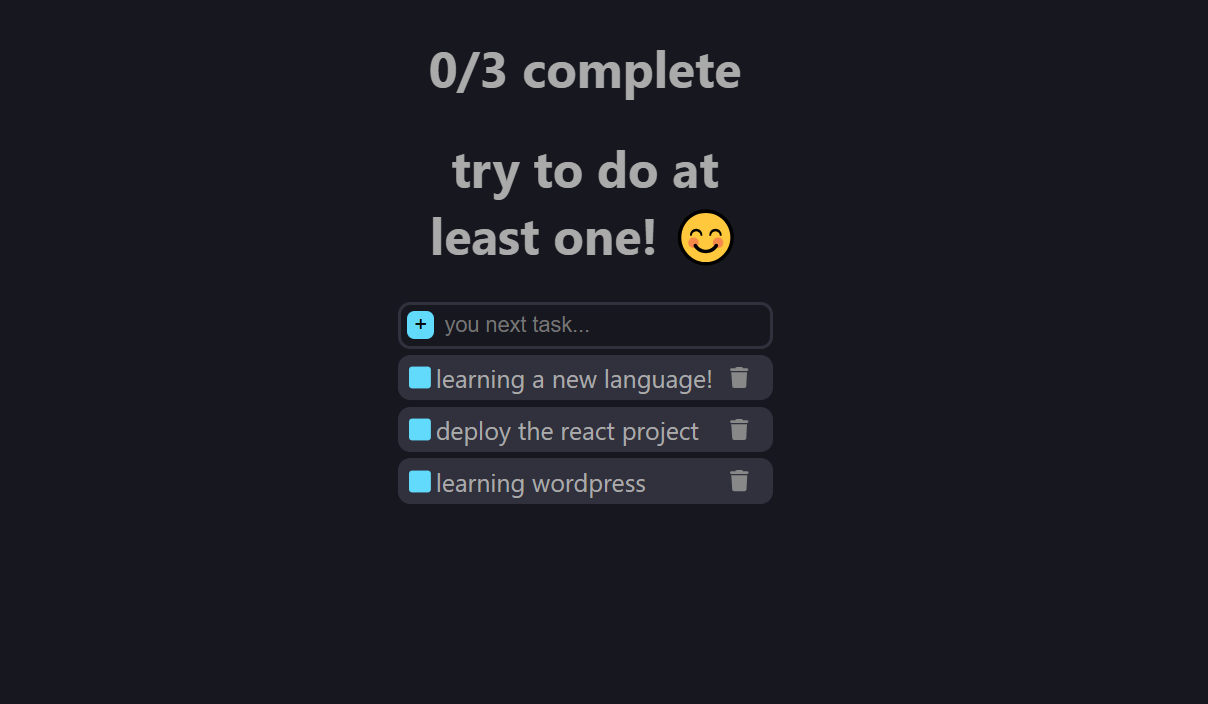 0/3 complete
try to do at
least one! 😊
+ you next task...
learning a new language!
deploy the react project
learning wordpress